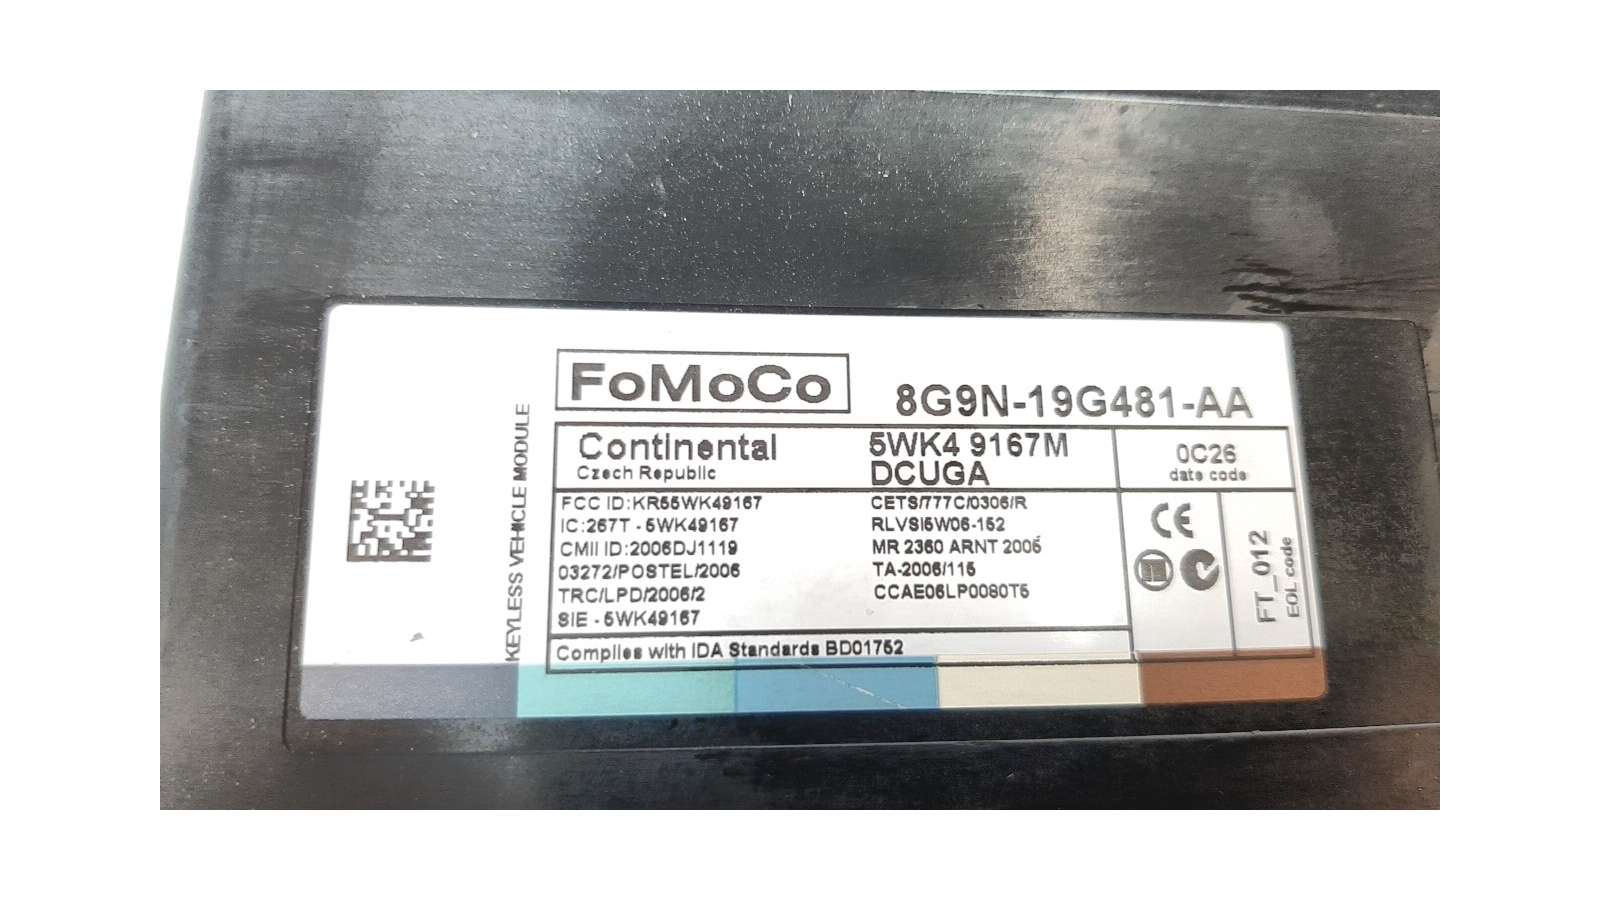 FoMoCo
8G9N-19G481-AA
KEYLESS VEHICLE MODULE
Continental
Czech Republic
5WK4 9167M
DCUGA
0C26
date code
FCC ID:KR55WK49167
IC:267T - 5WK49167
CMII ID:2006DJ1119
03272/POSTEL/2006
TRC/LPD/2006/2
SIE - 5WK49167
CETS/777C/0306/R
RLVSI5W06-152
MR 2360 ARNT 2006
TA-2006/115
CCAE06LP0080T5
CE
FT_012
EOL code
Complies with IDA Standards BD01752